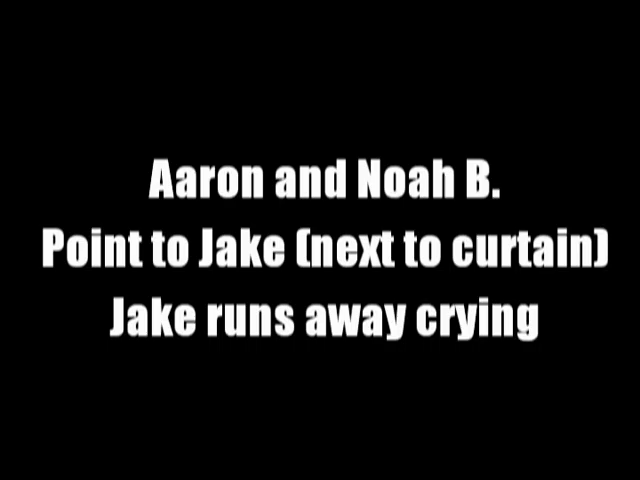 Aaron and Noah B.
Point to Jake (next to curtain)
Jake runs away crying